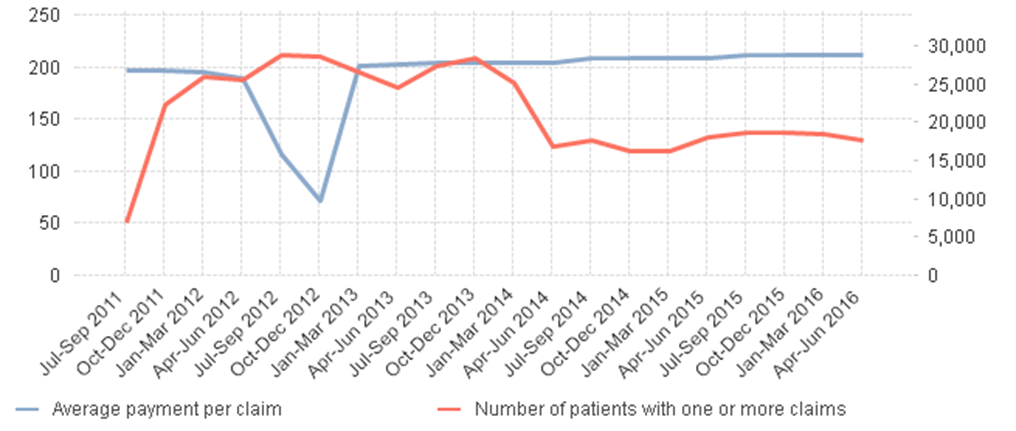 250
200
150
100
50
0
30,000
25,000
20,000
15,000
10,000
5,000
0
Jul-Sep 2011
Oct-Dec 2011
Jan-Mar 2012
Apr-Jun 2012
Jul-Sep 2012
Oct-Dec 2012
Jan-Mar 2013
Apr-Jun 2013
Jul-Sep 2013
Oct-Dec 2013
Jan-Mar 2014
Apr-Jun 2014
Jul-Sep 2014
Oct-Dec 2014
Jan-Mar 2015
Apr-Jun 2015
Jul-Sep 2015
Oct-Dec 2015
Jan-Mar 2016
Apr-Jun 2016
Average payment per claim
Number of patients with one or more claims